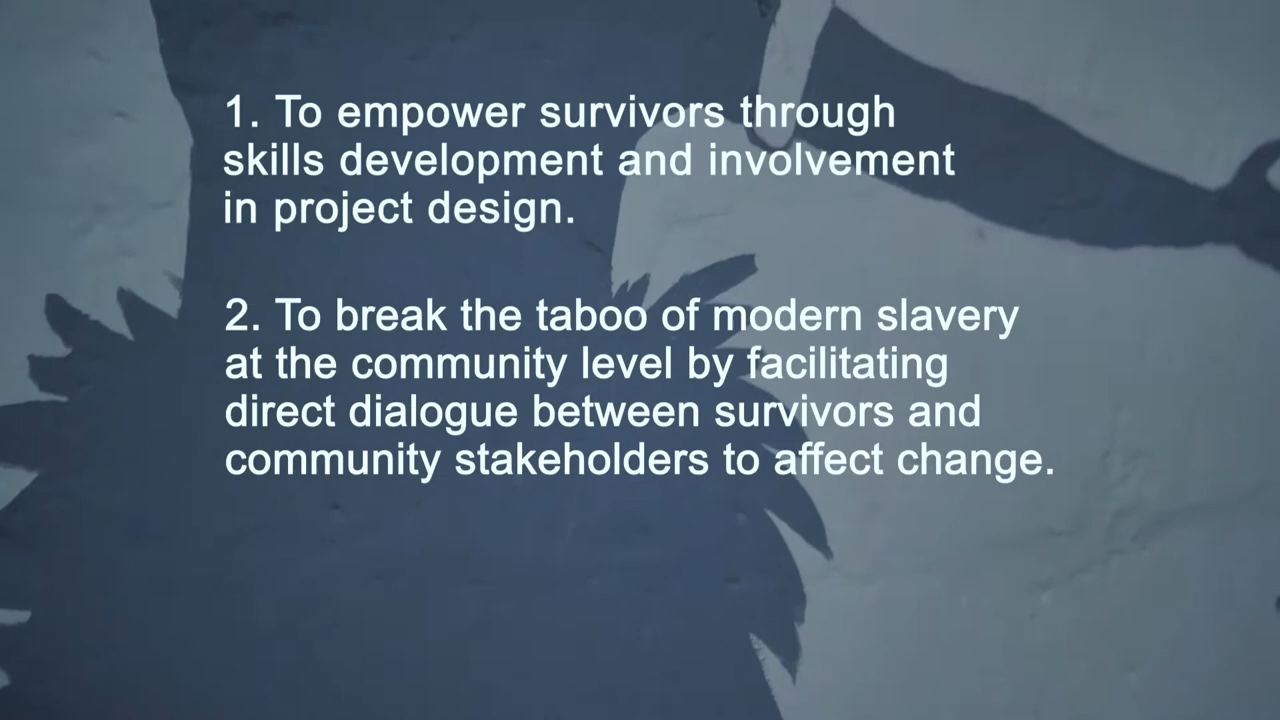 1. To empower survivors through
skills development and involvement
in project design.
2. To break the taboo of modern slavery
at the community level by facilitating
direct dialogue between survivors and
community stakeholders to affect change.